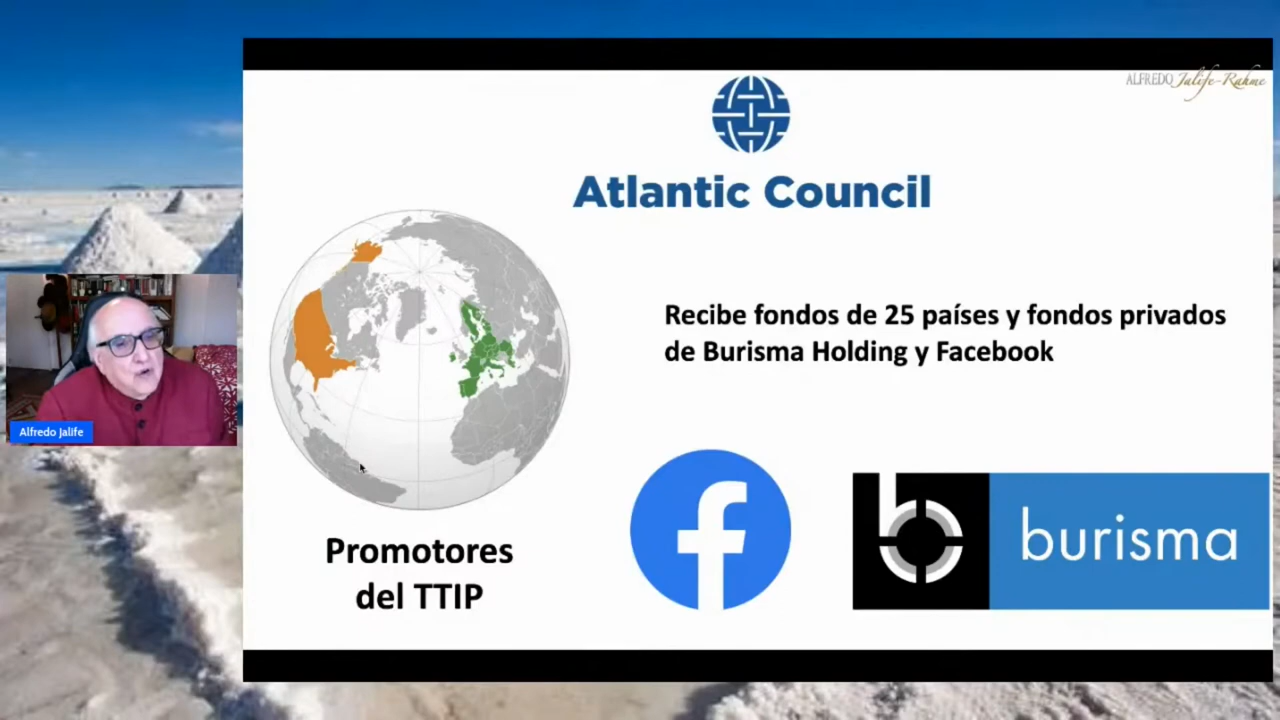 ALFREDO Jalife-Rahme
Atlantic Council
Recibe fondos de 25 países y fondos privados
de Burisma Holding y Facebook
Alfredo Jalife
burisma
Promotores
del TTIP